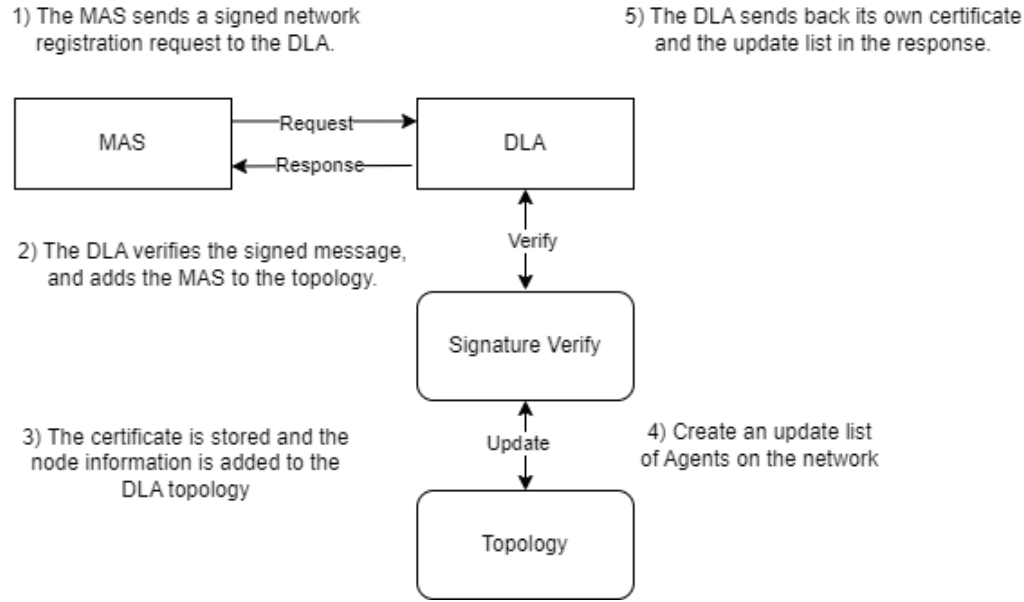 1) The MAS sends a signed network
registration request to the DLA.
5) The DLA sends back its own certificate
and the update list in the response.
MAS
Request
Response
DLA
2) The DLA verifies the signed message,
and adds the MAS to the topology.
Verify
Signature Verify
3) The certificate is stored and the
node information is added to the
DLA topology
Update
4) Create an update list
of Agents on the network
Topology